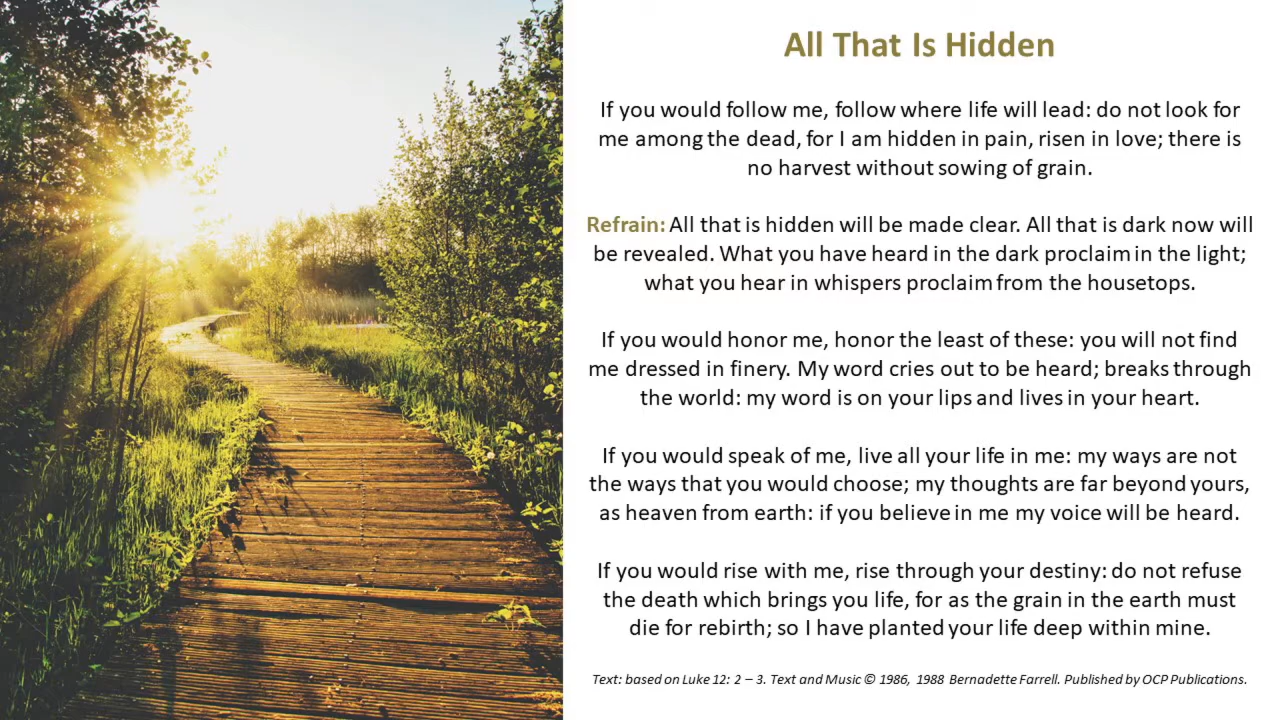 All That Is Hidden
If you would follow me, follow where life will lead: do not look for
me among the dead, for I am hidden in pain, risen in love; there is
no harvest without sowing of grain.
Refrain: All that is hidden will be made clear. All that is dark now will
be revealed. What you have heard in the dark proclaim in the light;
what you hear in whispers proclaim from the housetops.
If you would honor me, honor the least of these: you will not find
me dressed in finery. My word cries out to be heard; breaks through
the world: my word is on your lips and lives in your heart.
If you would speak of me, live all your life in me: my ways are not
the ways that you would choose; my thoughts are far beyond yours,
as heaven from earth: if you believe in me my voice will be heard.
If you would rise with me, rise through your destiny: do not refuse
the death which brings you life, for as the grain in the earth must
die for rebirth; so I have planted your life deep within mine.
Text: based on Luke 12: 2 – 3. Text and Music © 1986, 1988 Bernadette Farrell. Published by OCP Publications.